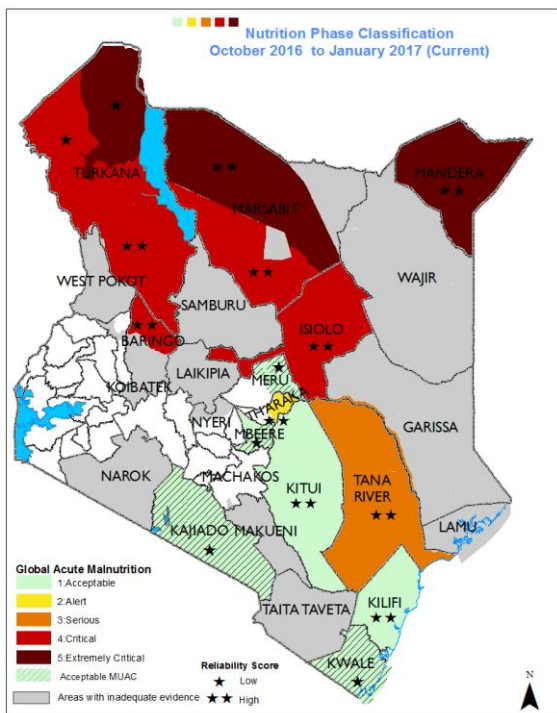 Nutrition Phase Classification
October 2016 to January 2017 (Current)
TURKANA
MANDERA
MARSABIT
WAJIR
WEST POKOT
SAMBURU
ISIOLO
BARINGO
KOIBATEK
LAIKIPIA
MERU
THARAKA
NYERI
MBEERE
GARISSA
NAROK
MACHAKOS
KITUI
TANA
RIVER
LAMU
KAJIADO
MAKUENI
TAITA TAVETA
KILIFI
KWALE
Global Acute Malnutrition
1:Acceptable
2:Alert
3:Serious
4:Critical
5:Extremely Critical
Acceptable MUAC
Areas with inadequate evidence
Reliability Score
Low
High
N